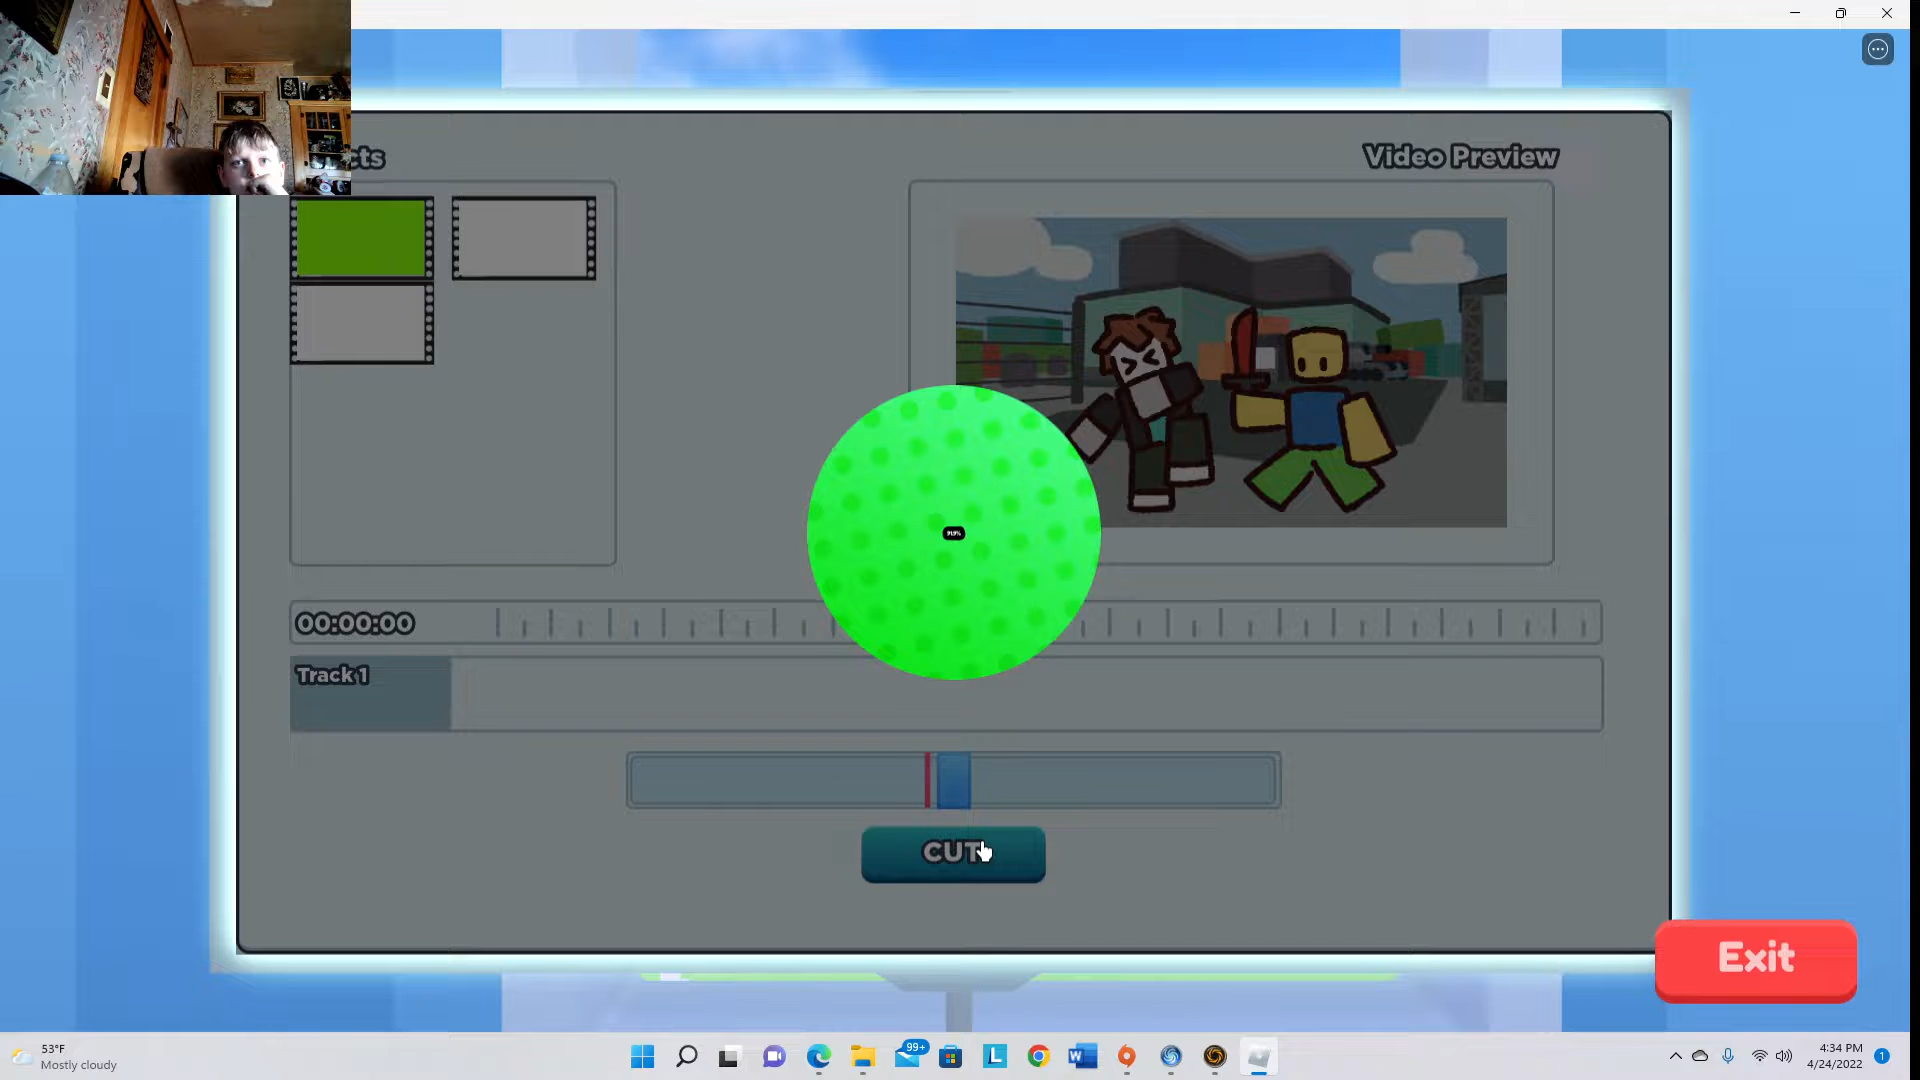 cts
Video Preview
00:00:00
Track 1
CUT
Exit
99+
L
W
53°F
Mostly cloudy
4:34 PM
4/24/2022
1